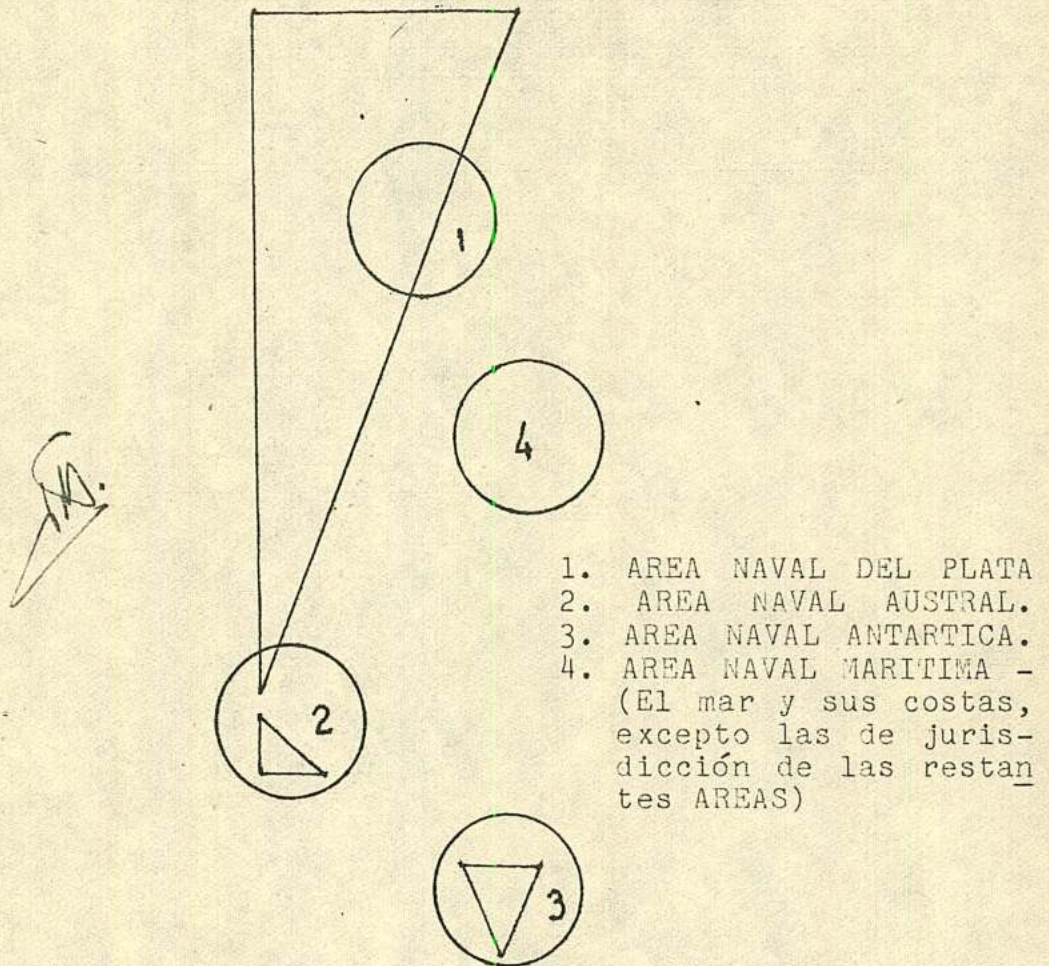 1
4
2
3
1. AREA NAVAL DEL PLATA
2. AREA NAVAL AUSTRAL.
3. AREA NAVAL ANTARTICA.
4. AREA NAVAL MARITIMA -
(El mar y sus costas,
excepto las de juris-
dicción de las restan
tes AREAS)